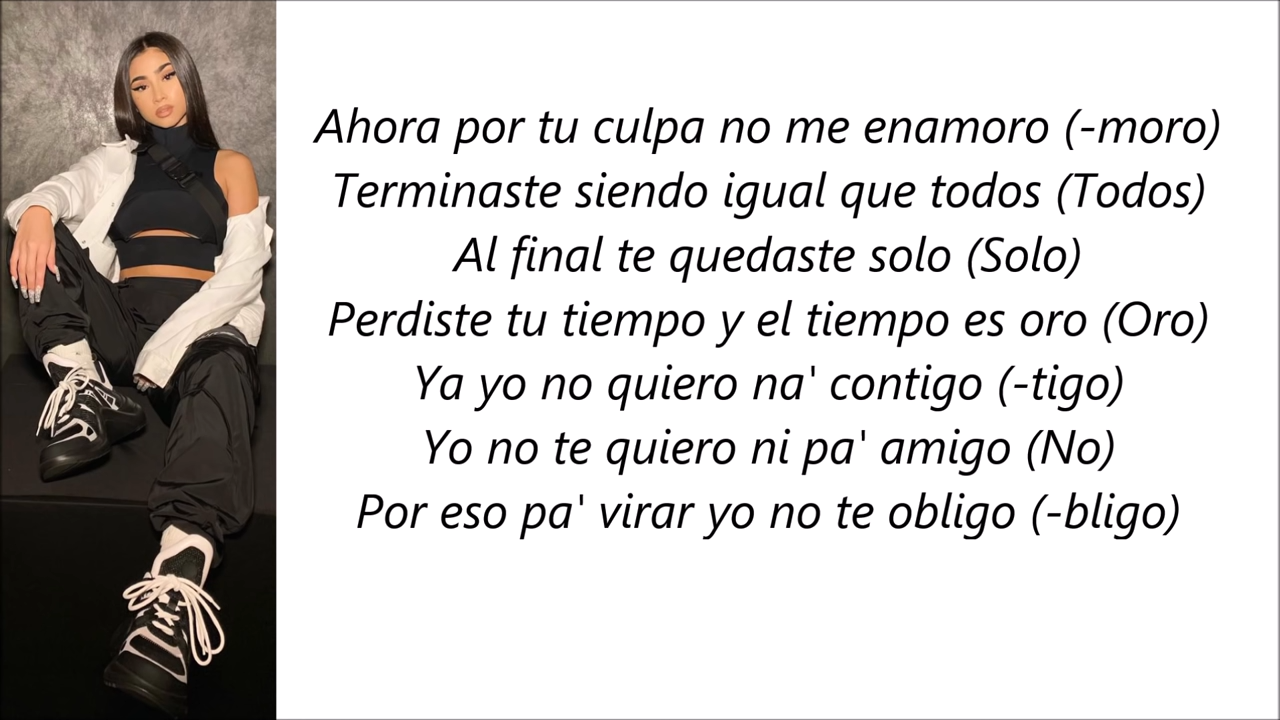 Ahora por tu culpa no me enamoro (-moro)
Terminaste siendo igual que todos (Todos)
Al final te quedaste solo (Solo)
Perdiste tu tiempo y el tiempo es oro (Oro)
Ya yo no quiero na' contigo (-tigo)
Yo no te quiero ni pa' amigo (No)
Por eso pa' virar yo no te obligo (-bligo)